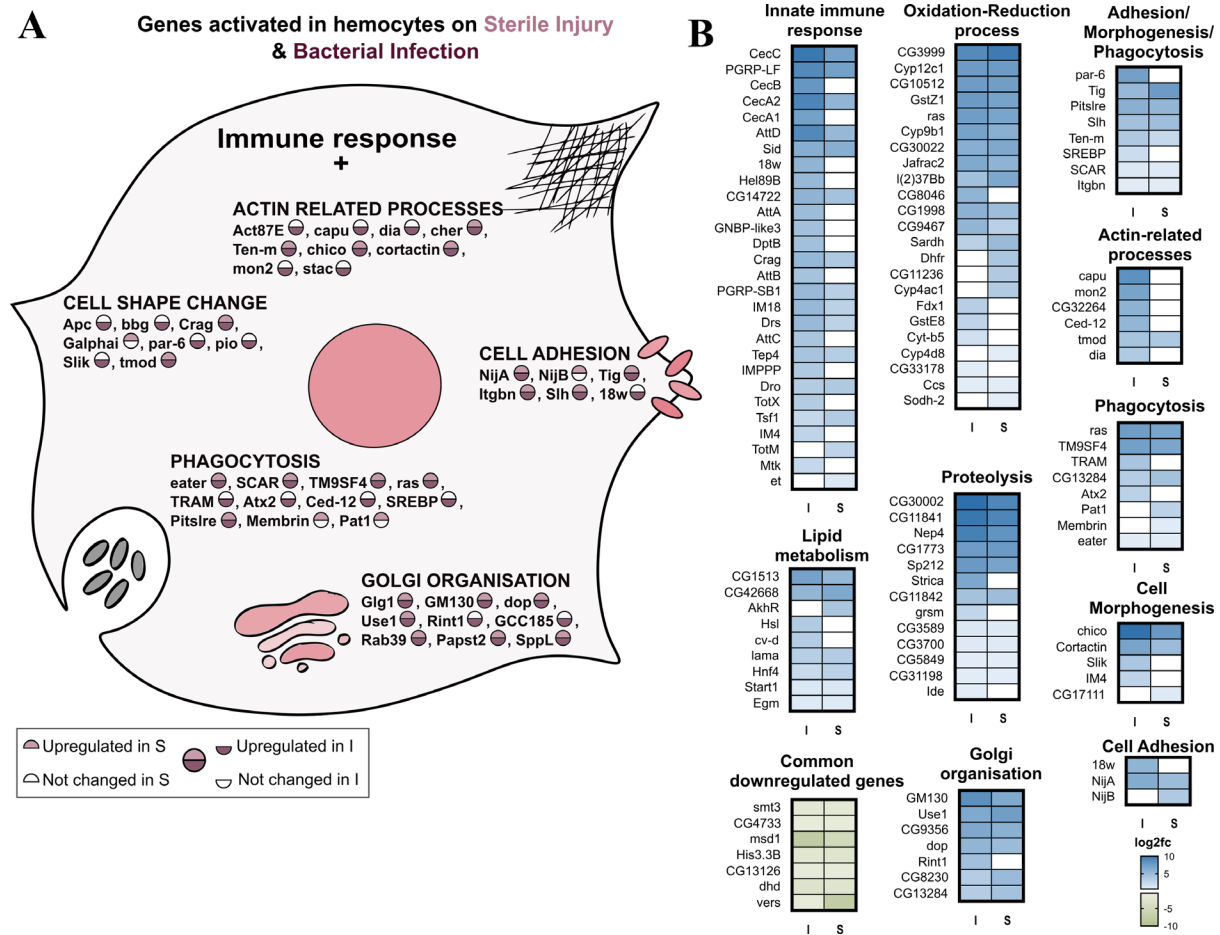 A
Genes activated in hemocytes on Sterile Injury
& Bacterial Infection
Immune response
+
ACTIN RELATED PROCESSES
Act87E , capu , dia , cher ,
Ten-m , chico , cortactin ,
mon2 , stac
CELL SHAPE CHANGE
Apc , bbg , Crag ,
Galphai , par-6 , pio ,
Slik , tmod
CELL ADHESION
NijA , NijB , Tig ,
Itgbn , Slh , 18w
PHAGOCYTOSIS
eater , SCAR , TM9SF4 , ras ,
TRAM , Atx2 , Ced-12 , SREBP ,
Pitslre , Membrin , Pat1
GOLGI ORGANISATION
Glg1 , GM130 , dop ,
Use1 , Rint1 , GCC185 ,
Rab39 , Papst2 , SppL
Upregulated in S
Upregulated in I
Not changed in S
Not changed in I
B
Innate immune
response
CecC
PGRP-LF
CecB
CecA2
CecA1
AttD
Sid
18w
Hel89B
CG14722
AttA
GNBP-like3
DptB
Crag
AttB
PGRP-SB1
IM18
Drs
AttC
Tep4
IMPPP
Dro
TotX
Tsf1
IM4
TotM
Mtk
et
I S
Lipid
metabolism
CG1513
CG42668
AkhR
Hsl
cv-d
lama
Hnf4
Start1
Egm
I S
Common
downregulated genes
smt3
CG4733
msd1
His3.3B
CG13126
dhd
vers
I S
Oxidation-Reduction
process
CG3999
Cyp12c1
CG10512
GstZ1
ras
Cyp9b1
CG30022
Jafrac2
l(2)37Bb
CG8046
CG1998
CG9467
Sardh
Dhfr
CG11236
Cyp4ac1
Fdx1
GstE8
Cyt-b5
Cyp4d8
CG33178
Ccs
Sodh-2
I S
Proteolysis
CG30002
CG11841
Nep4
CG1773
Sp212
Strica
CG11842
grsm
CG3589
CG3700
CG5849
CG31198
Ide
I S
Golgi
organisation
GM130
Use1
CG9356
dop
Rint1
CG8230
CG13284
I S
Adhesion/
Morphogenesis/
Phagocytosis
par-6
Tig
Pitslre
Slh
Ten-m
SREBP
SCAR
Itgbn
I S
Actin-related
processes
capu
mon2
CG32264
Ced-12
tmod
dia
I S
Phagocytosis
ras
TM9SF4
TRAM
CG13284
Atx2
Pat1
Membrin
eater
I S
Cell
Morphogenesis
chico
Cortactin
Slik
IM4
CG17111
I S
Cell Adhesion
18w
NijA
NijB
I S
log2fc
10
5
-5
-10